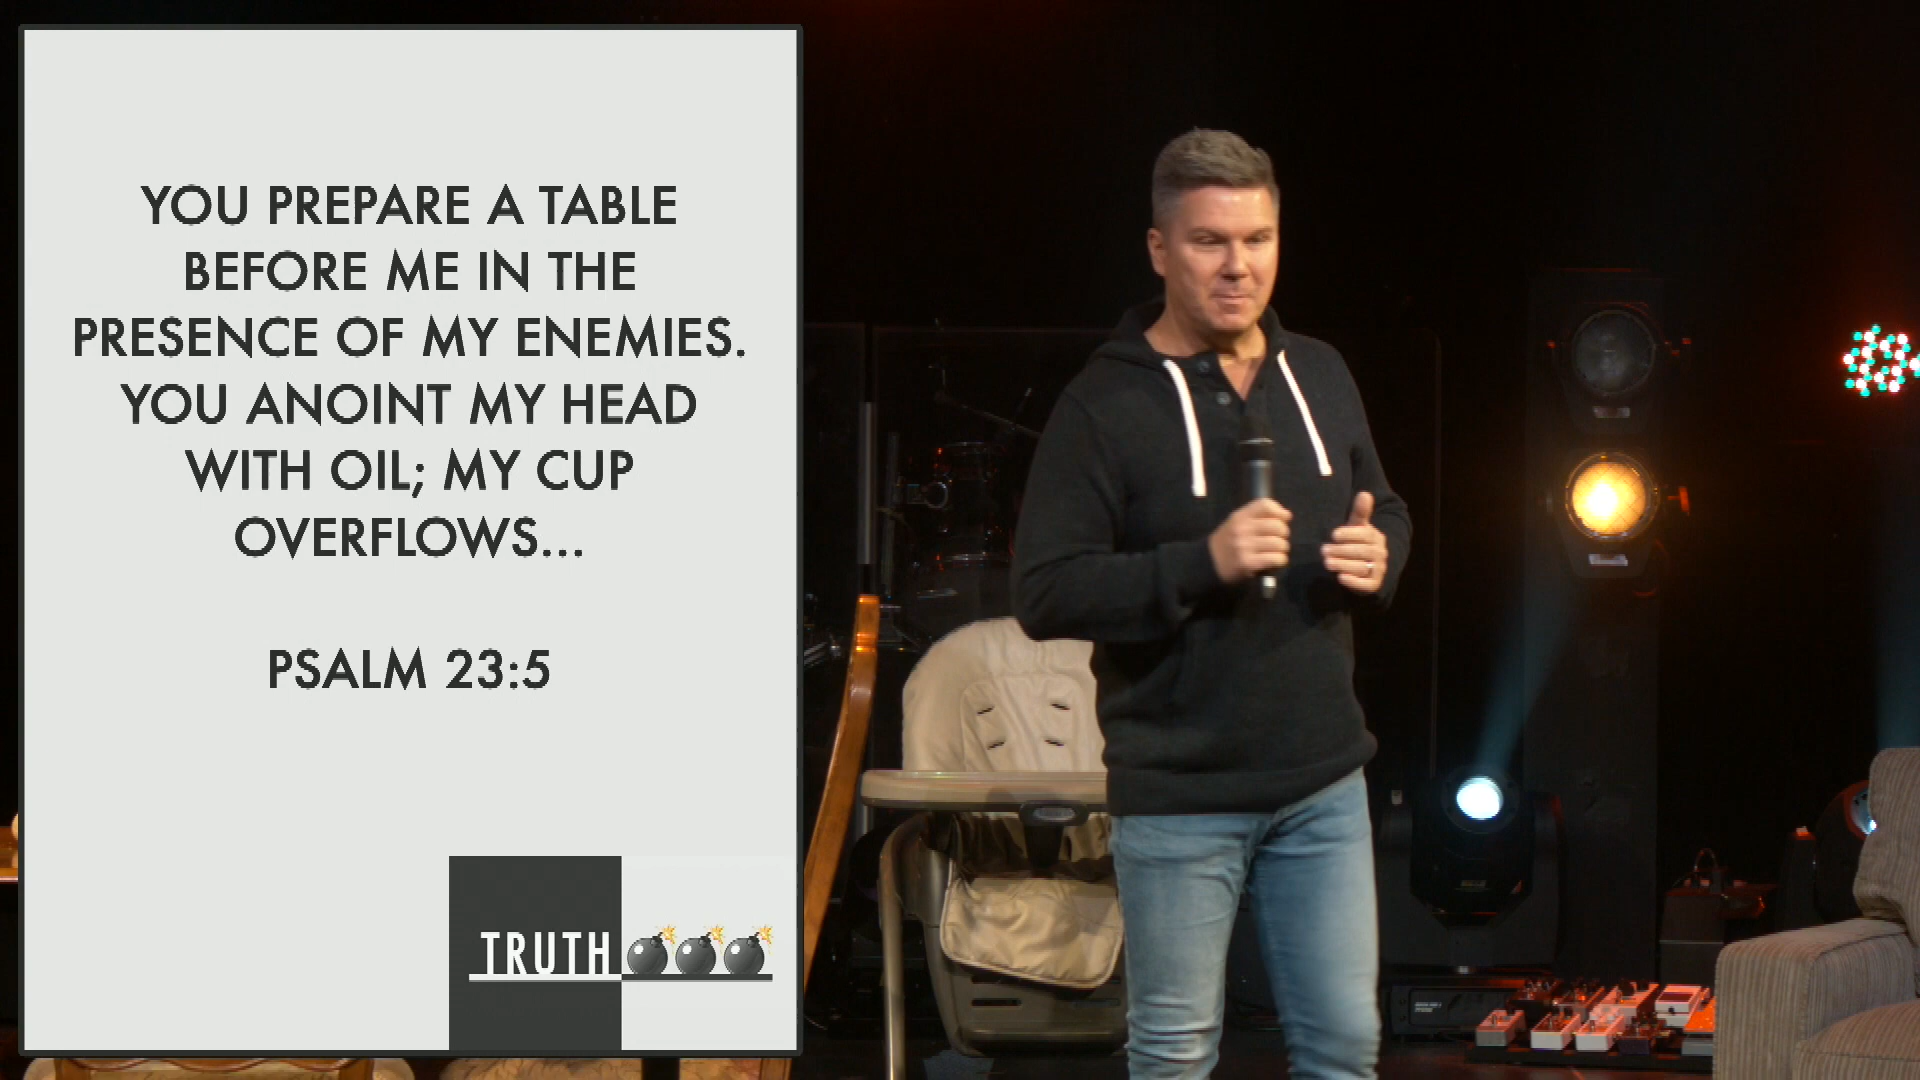 YOU PREPARE A TABLE
BEFORE ME IN THE
PRESENCE OF MY ENEMIES.
YOU ANOINT MY HEAD
WITH OIL; MY CUP
OVERFLOWS...
PSALM 23:5
TRUTH